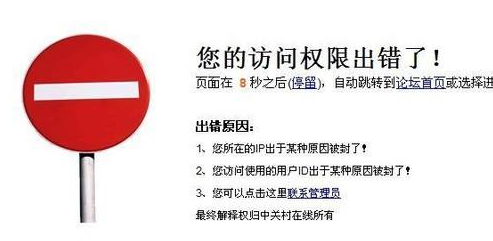 您的访问权限出错了！
页面在 8 秒之后(停留)，自动跳转到论坛首页或选择进
出错原因：
1、您所在的IP出于某种原因被封了！
2、您访问使用的用户ID出于某种原因被封了！
3、您可以点击这里联系管理员
最终解释权归中关村在线所有